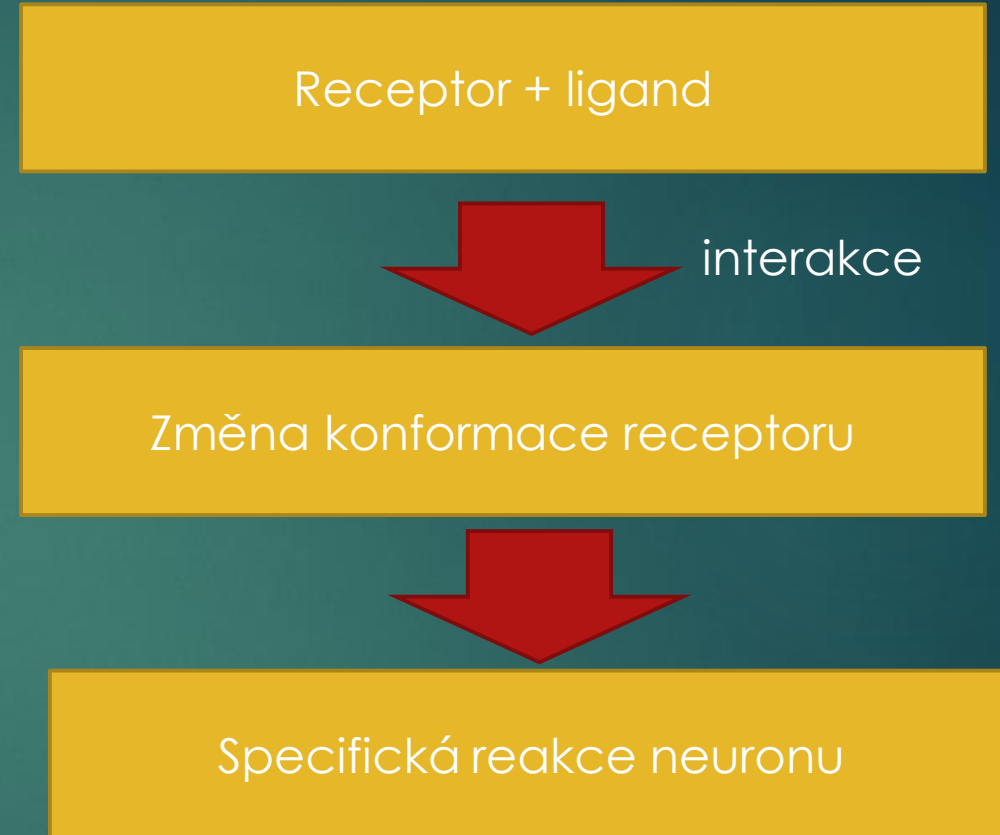 Receptor + ligand
interakce
Změna konformace receptoru
Specifická reakce neuronu